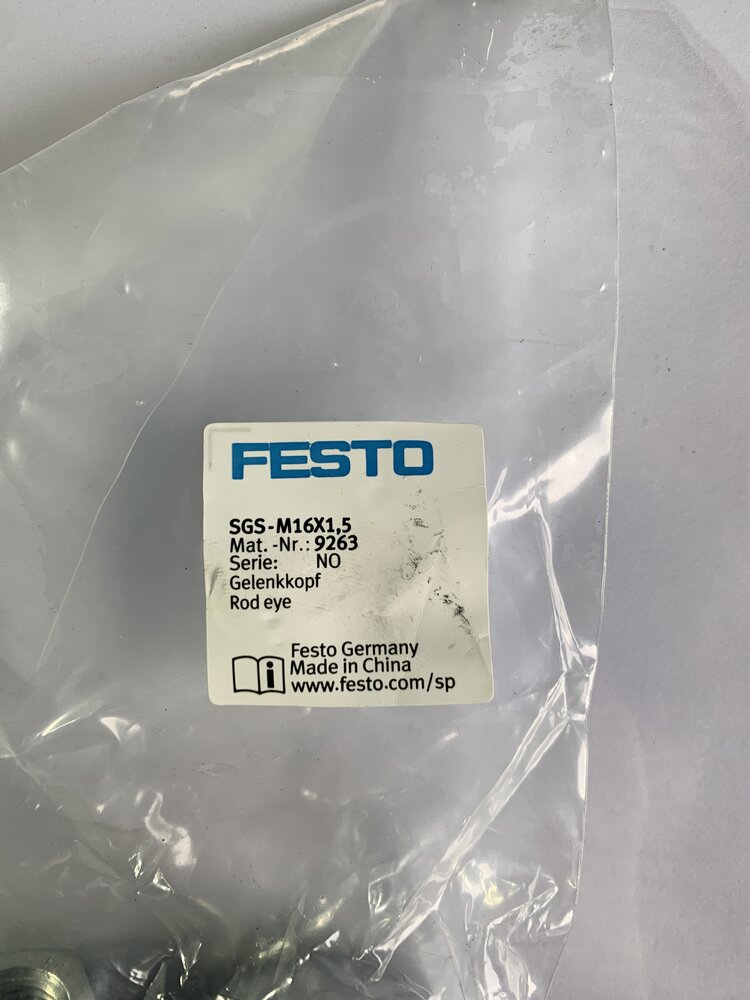 FESTO
SGS-M16X1,5
Mat. -Nr.: 9263
Serie: NO
Gelenkkopf
Rod eye
Festo Germany
Made in China
www.festo.com/sp